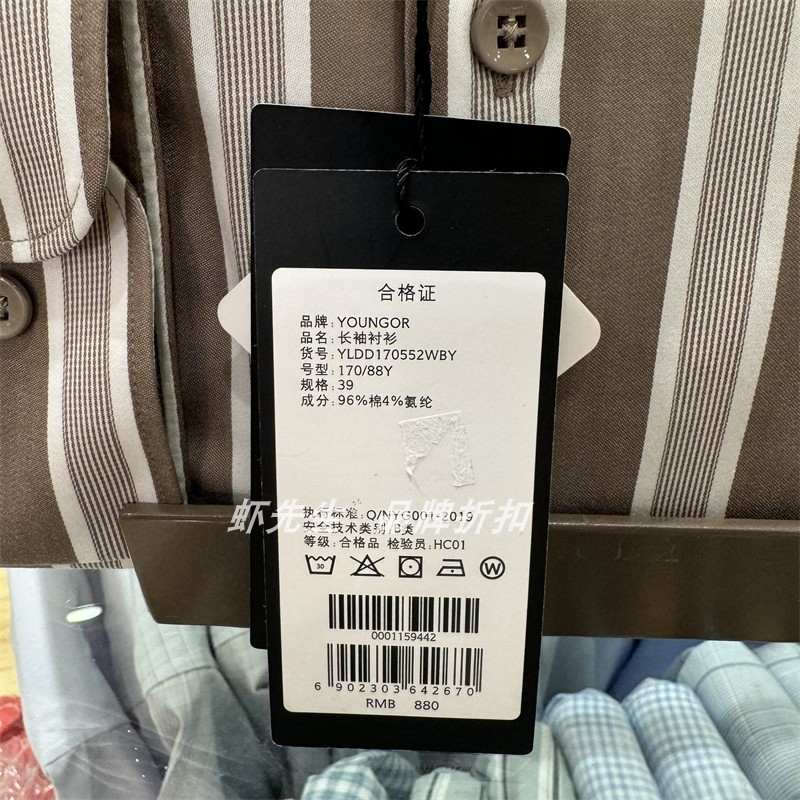 合格证
品牌:YOUNGOR
品名:长袖衬衫
货号:YLDD170552WBY
号型:170/88Y
规格:39
成分:96%棉4%氨纶
执行标准:Q/NYG001-2019
虾先生 品牌折扣
安全技术类别:B类
等级:合格品 检验员:HC01
30
W
0001159442
6 902303 642670
RMB 880